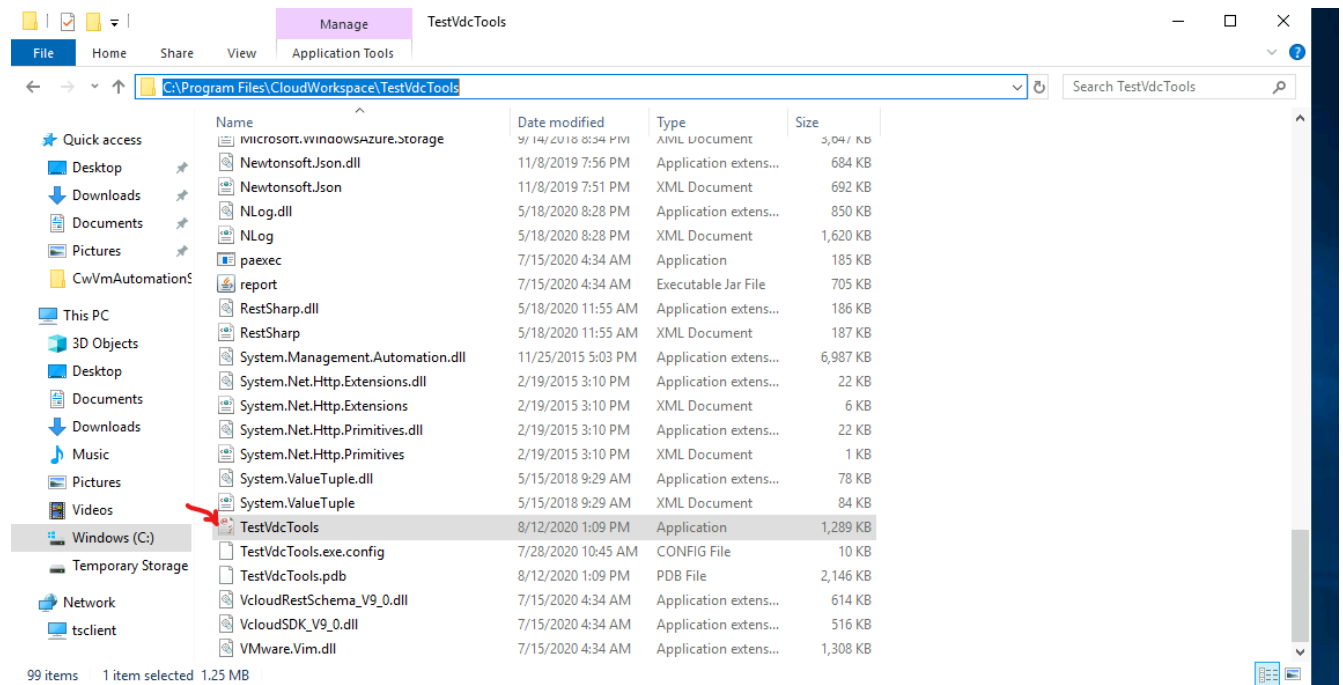 Manage TestVdcTools
File Home Share View Application Tools
C:\Program Files\CloudWorkspace\TestVdcTools Search TestVdcTools
Name Date modified Type Size
Quick access
Desktop
Downloads
Documents
Pictures
CwVmAutomationS
This PC
3D Objects
Desktop
Documents
Downloads
Music
Pictures
Videos
Windows (C:)
Temporary Storage
Network
tsclient
Microsoft.WindowsAzure.Storage 9/14/2018 8:54 PM XML Document 3,647 KB
Newtonsoft.Json.dll 11/8/2019 7:56 PM Application extens... 684 KB
Newtonsoft.Json 11/8/2019 7:51 PM XML Document 692 KB
NLog.dll 5/18/2020 8:28 PM Application extens... 850 KB
NLog 5/18/2020 8:28 PM XML Document 1,620 KB
paexec 7/15/2020 4:34 AM Application 185 KB
report 7/15/2020 4:34 AM Executable Jar File 705 KB
RestSharp.dll 5/18/2020 11:55 AM Application extens... 186 KB
RestSharp 5/18/2020 11:55 AM XML Document 187 KB
System.Management.Automation.dll 11/25/2015 5:03 PM Application extens... 6,987 KB
System.Net.Http.Extensions.dll 2/19/2015 3:10 PM Application extens... 22 KB
System.Net.Http.Extensions 2/19/2015 3:10 PM XML Document 6 KB
System.Net.Http.Primitives.dll 2/19/2015 3:10 PM Application extens... 22 KB
System.Net.Http.Primitives 2/19/2015 3:10 PM XML Document 1 KB
System.ValueTuple.dll 5/15/2018 9:29 AM Application extens... 78 KB
System.ValueTuple 5/15/2018 9:29 AM XML Document 84 KB
TestVdcTools 8/12/2020 1:09 PM Application 1,289 KB
TestVdcTools.exe.config 7/28/2020 10:45 AM CONFIG File 10 KB
TestVdcTools.pdb 8/12/2020 1:09 PM PDB File 2,146 KB
VcloudRestSchema_V9_0.dll 7/15/2020 4:34 AM Application extens... 614 KB
VcloudSDK_V9_0.dll 7/15/2020 4:34 AM Application extens... 516 KB
VMware.Vim.dll 7/15/2020 4:34 AM Application extens... 1,308 KB
99 items 1 item selected 1.25 MB